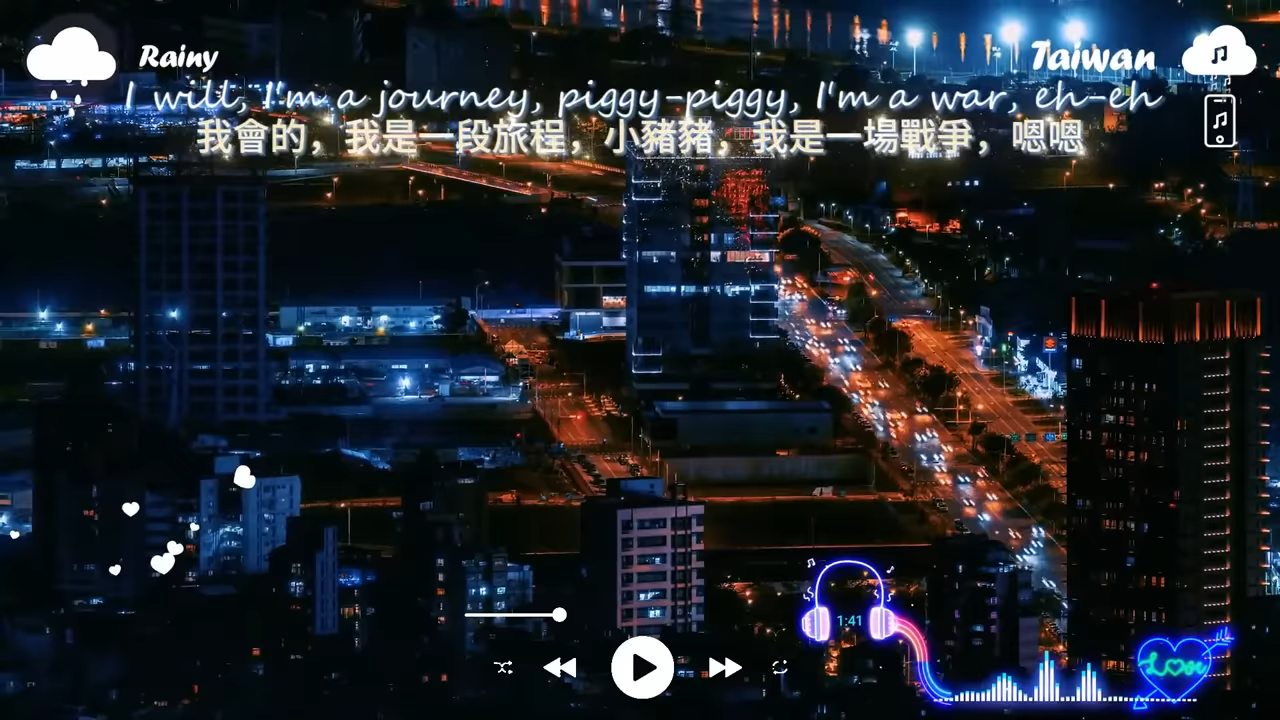 Rainy
Taiwan
I will, I'm a journey, piggy-piggy, I'm a war, eh-eh
我會的，我是一段旅程，小豬豬，我是一場戰爭，嗯嗯
1:41
Love